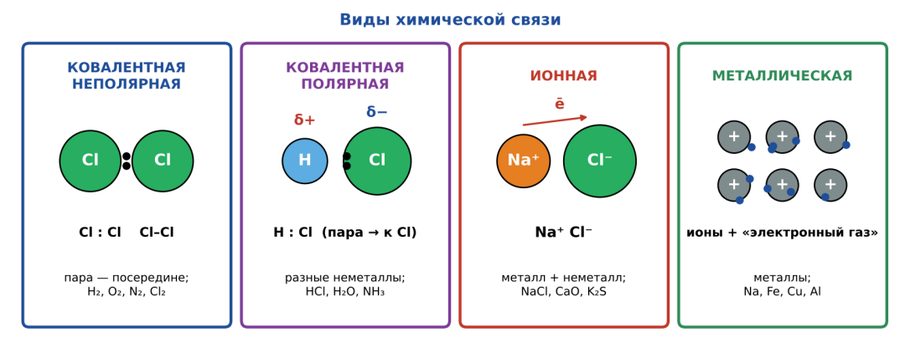 Виды химической связи
КОВАЛЕНТНАЯ
НЕПОЛЯРНАЯ
Cl Cl
Cl : Cl Cl–Cl
пара — посередине;
H₂, O₂, N₂, Cl₂
КОВАЛЕНТНАЯ
ПОЛЯРНАЯ
δ+ δ−
H Cl
H : Cl (пара → к Cl)
разные неметаллы;
HCl, H₂O, NH₃
ИОННАЯ
ē
Na⁺ Cl⁻
Na⁺ Cl⁻
металл + неметалл;
NaCl, CaO, K₂S
МЕТАЛЛИЧЕСКАЯ
+ + +
+ + +
ионы + «электронный газ»
металлы;
Na, Fe, Cu, Al